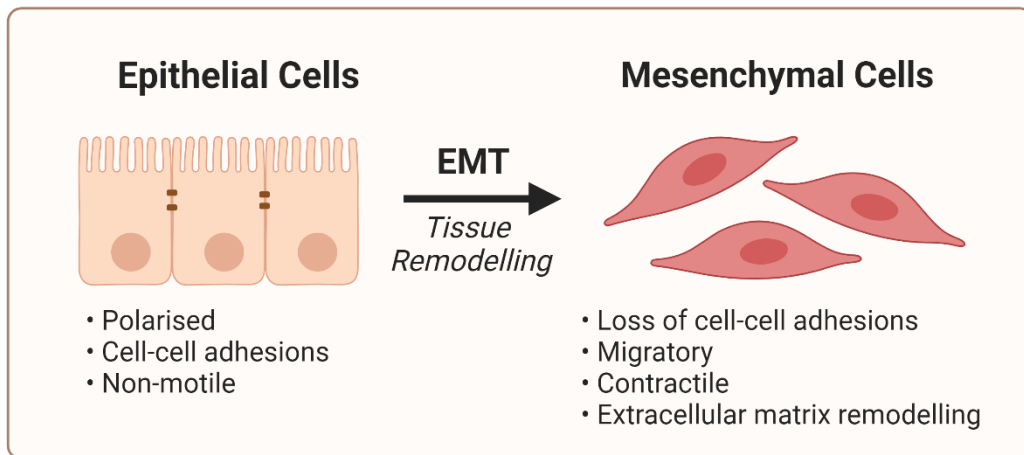 Epithelial Cells
Mesenchymal Cells
EMT
Tissue
Remodelling
• Polarised
• Cell-cell adhesions
• Non-motile
• Loss of cell-cell adhesions
• Migratory
• Contractile
• Extracellular matrix remodelling